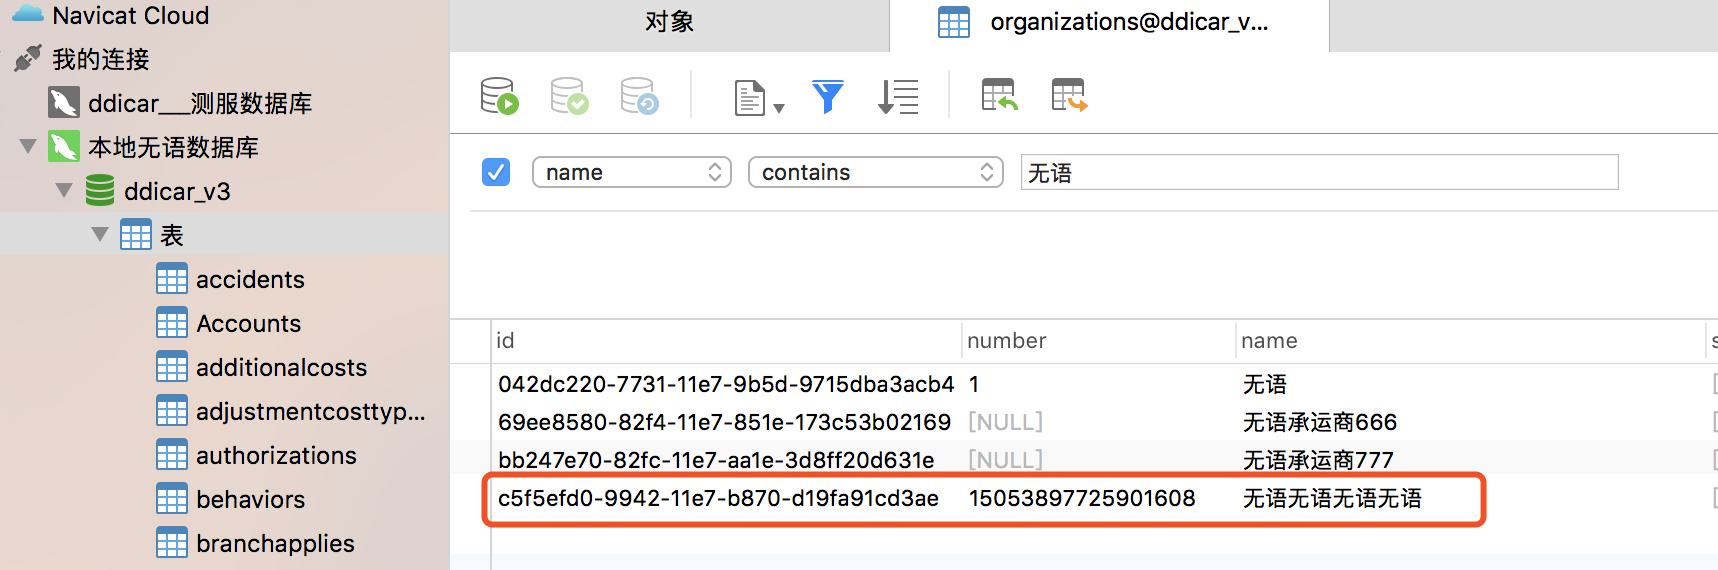 Navicat Cloud
我的连接
ddicar___测服数据库
本地无语数据库
ddicar_v3
表
accidents
Accounts
additionalcosts
adjustmentcosttyp...
authorizations
behaviors
branchapplies
对象
organizations@ddicar_v...
name
contains
无语
id number name s
042dc220-7731-11e7-9b5d-9715dba3acb4 1 无语 [
69ee8580-82f4-11e7-851e-173c53b02169 [NULL] 无语承运商666 [
bb247e70-82fc-11e7-aa1e-3d8ff20d631e [NULL] 无语承运商777 [
c5f5efd0-9942-11e7-b870-d19fa91cd3ae 15053897725901608 无语无语无语无语 [